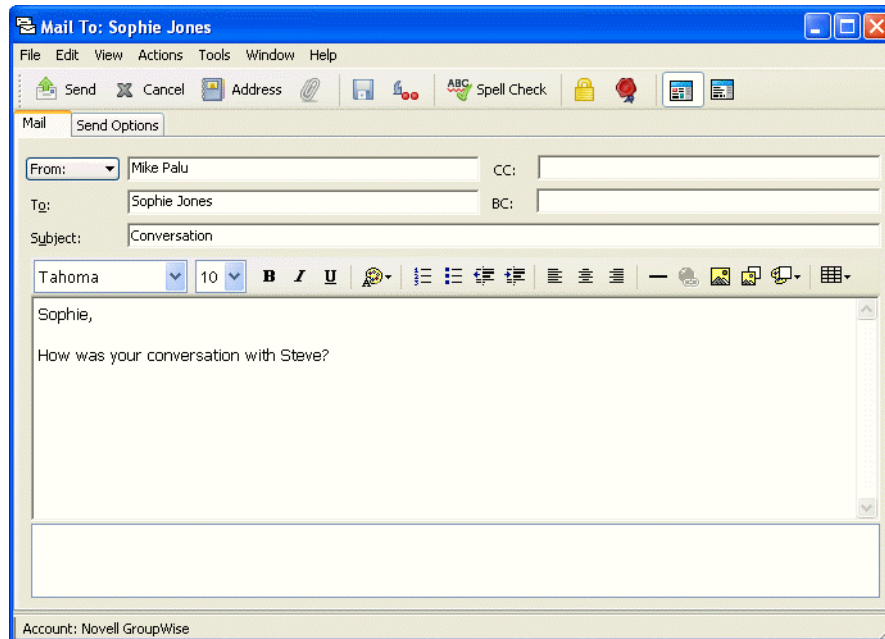 Mail To: Sophie Jones
File Edit View Actions Tools Window Help
Send Cancel Address ABC Spell Check
Mail Send Options
From: Mike Palu CC:
To: Sophie Jones BC:
Subject: Conversation
Tahoma 10 B I U
Sophie,
How was your conversation with Steve?
Account: Novell GroupWise